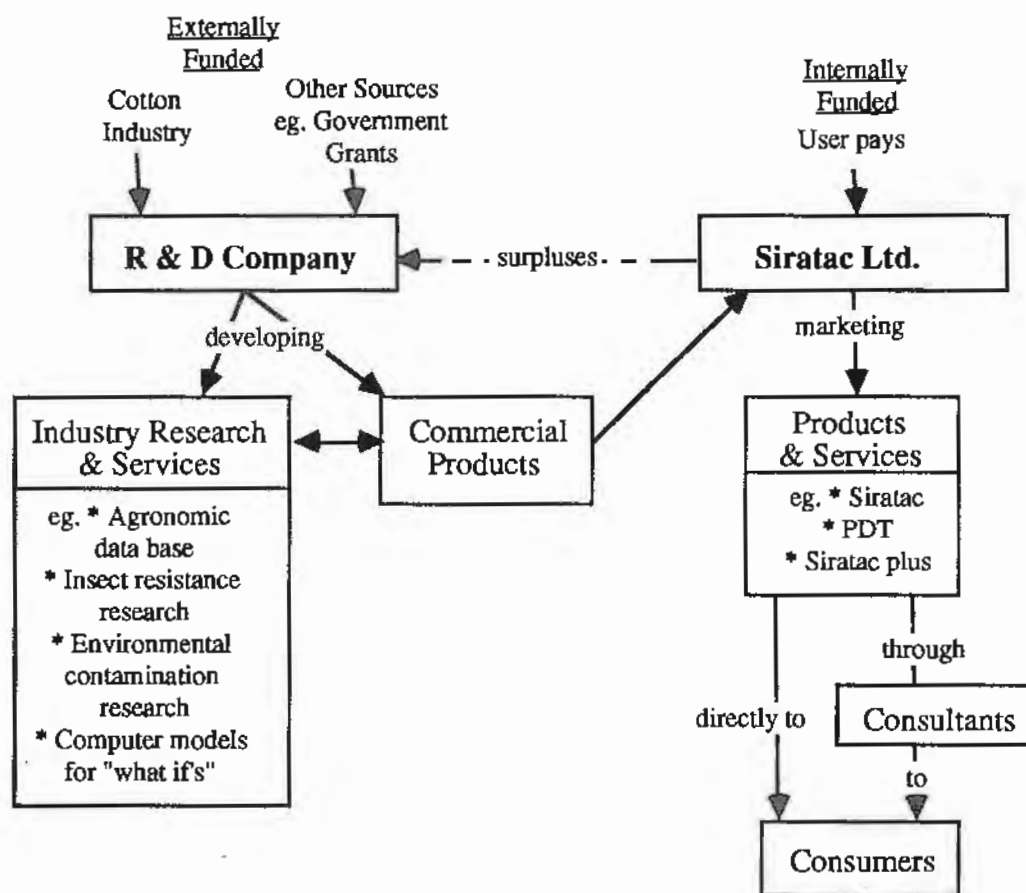 Externally
Funded
Cotton
Industry
Other Sources
eg. Government
Grants
Internally
Funded
User pays
R & D Company
surpluses
Siratac Ltd.
developing
marketing
Industry Research
& Services
eg. * Agronomic
data base
* Insect resistance
research
* Environmental
contamination
research
* Computer models
for "what if's"
Commercial
Products
Products
& Services
eg. * Siratac
* PDT
* Siratac plus
through
directly to
Consultants
to
Consumers